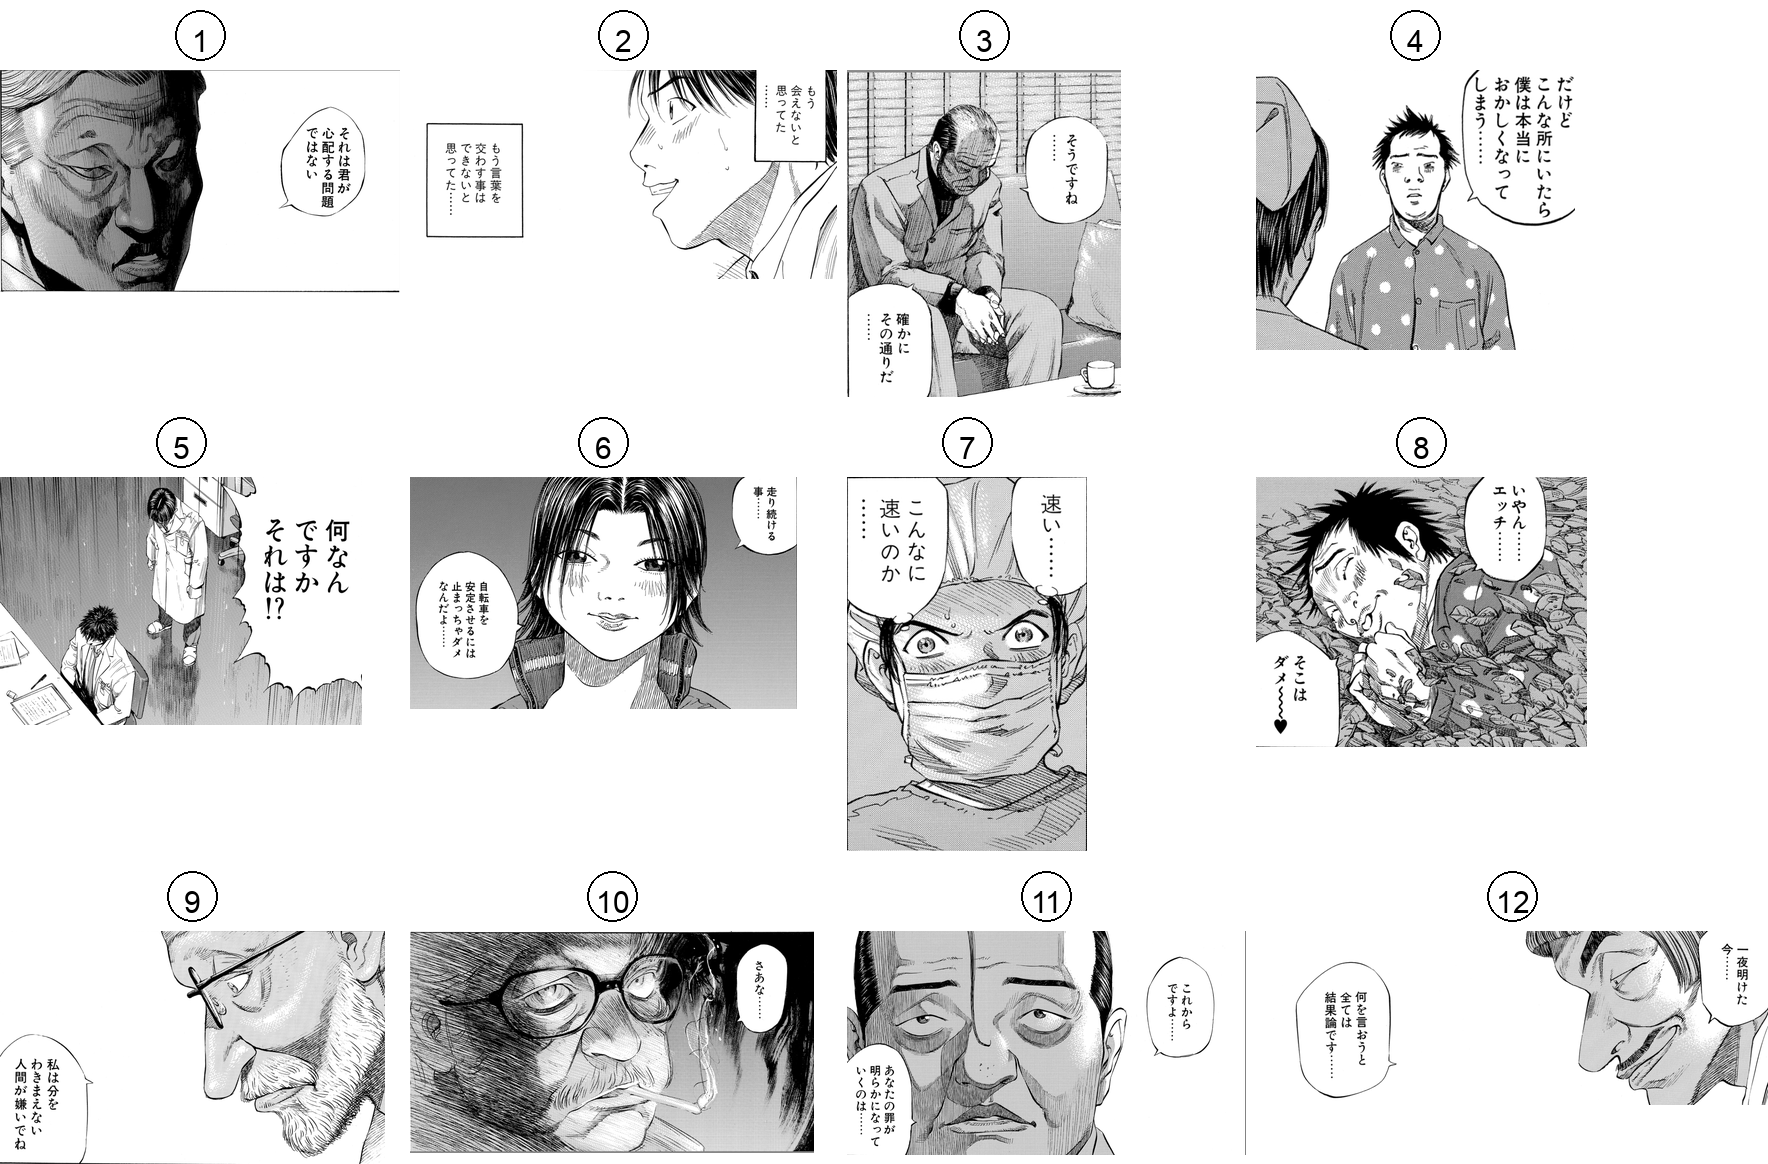 1
それは君が
心配する問題
ではない
2
もう
会えないと
思ってた
……
もう言葉を
交わす事は
できないと
思ってた……
3
そうですね
……
確かに
その通りだ
……
4
だけど
こんな所にいたら
僕は本当に
おかしくなって
しまう……
5
何なん
ですか
それは!?
6
走り続ける
事……
自転車を
安定させるには
止まっちゃダメ
なんだよ……
7
速い……
こんなに
速いのか
……
8
いやん……
エッチ……
そこは
ダメ〜〜♥
9
私は分を
わきまえない
人間が嫌いでね
10
さあな……
11
これから
ですよ……
あなたの罪が
明らかになって
いくのは……
12
一夜明けた
今……
何を言おうと
全ては
結果論です……